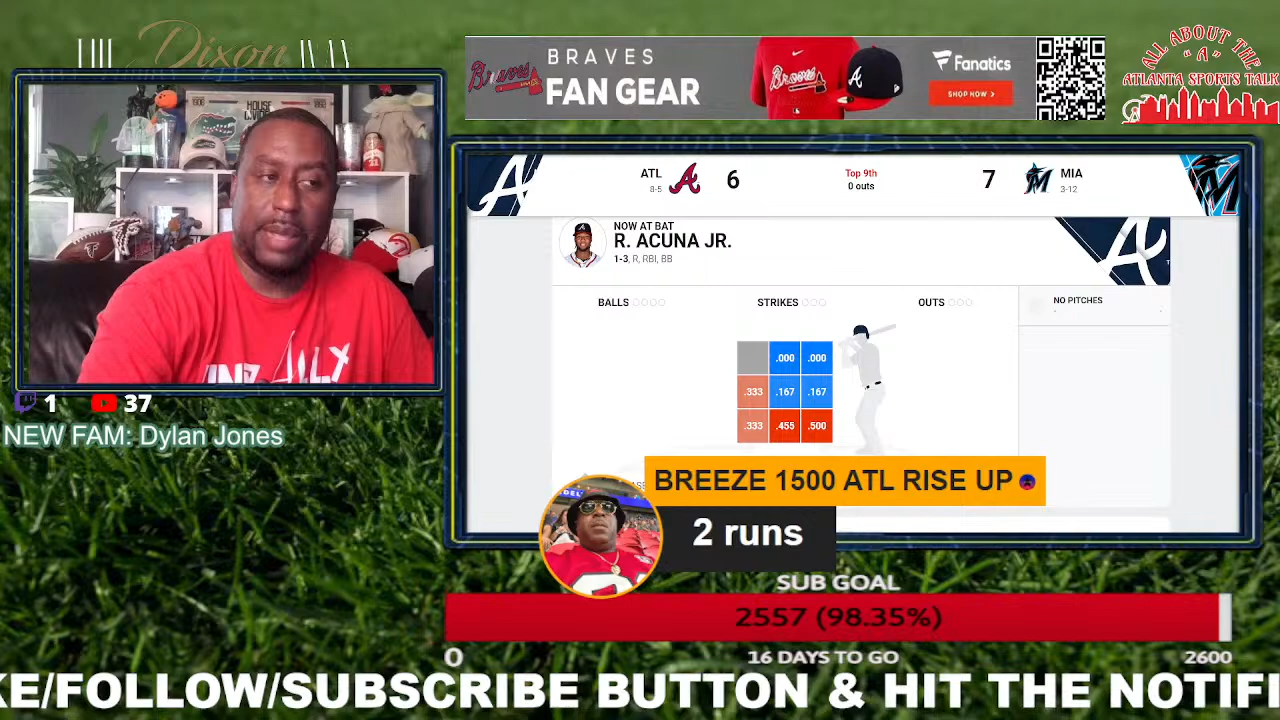 Dixon
BRAVES
FAN GEAR
Braves
Fanatics
SHOP NOW >
ALL ABOUT THE
"A"
ATLANTA SPORTS TALK
HOUSE
ATL
8-5
6
Top 9th
0 outs
7
MIA
3-12
NOW AT BAT
R. ACUNA JR.
1-3, R, RBI, BB
BALLS
STRIKES
OUTS
NO PITCHES
.000 .000
.333 .167 .167
.333 .455 .500
1 37
NEW FAM: Dylan Jones
BREEZE 1500 ATL RISE UP
2 runs
SUB GOAL
2557 (98.35%)
0 16 DAYS TO GO 2600
KE/FOLLOW/SUBSCRIBE BUTTON & HIT THE NOTIFI